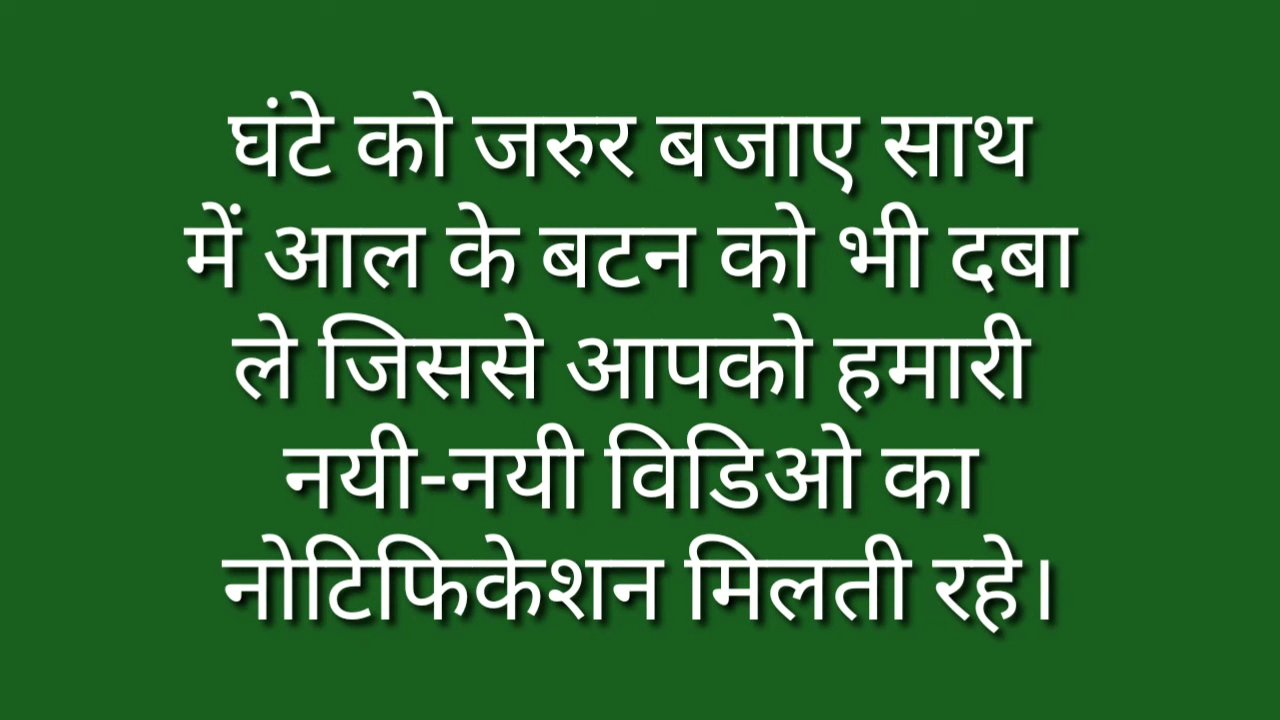 घंटे को जरुर बजाए साथ
में आल के बटन को भी दबा
ले जिससे आपको हमारी
नयी-नयी विडिओ का
नोटिफिकेशन मिलती रहे।